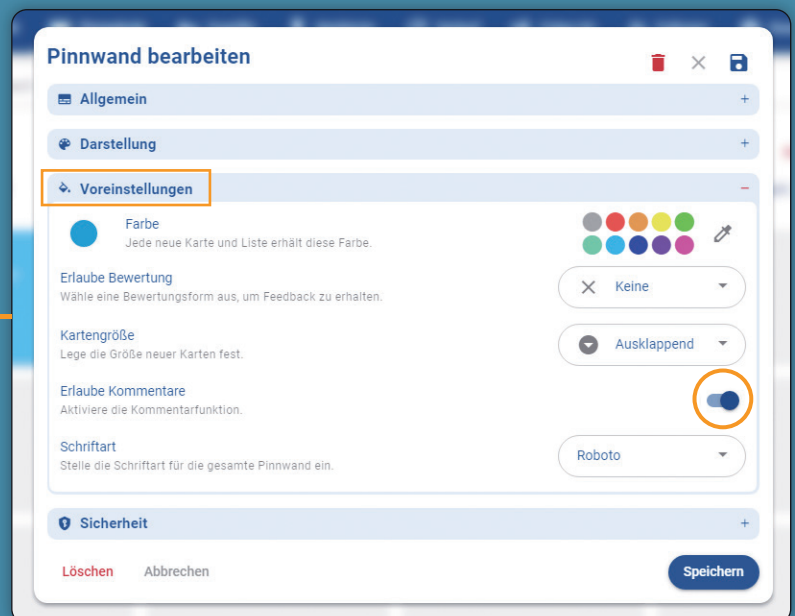 Pinnwand bearbeiten
Allgemein
Darstellung
Voreinstellungen
Farbe
Jede neue Karte und Liste erhält diese Farbe.
Erlaube Bewertung
Wähle eine Bewertungsform aus, um Feedback zu erhalten.
Keine
Kartengröße
Lege die Größe neuer Karten fest.
Ausklappend
Erlaube Kommentare
Aktiviere die Kommentarfunktion.
Schriftart
Stelle die Schriftart für die gesamte Pinnwand ein.
Roboto
Sicherheit
Löschen Abbrechen Speichern